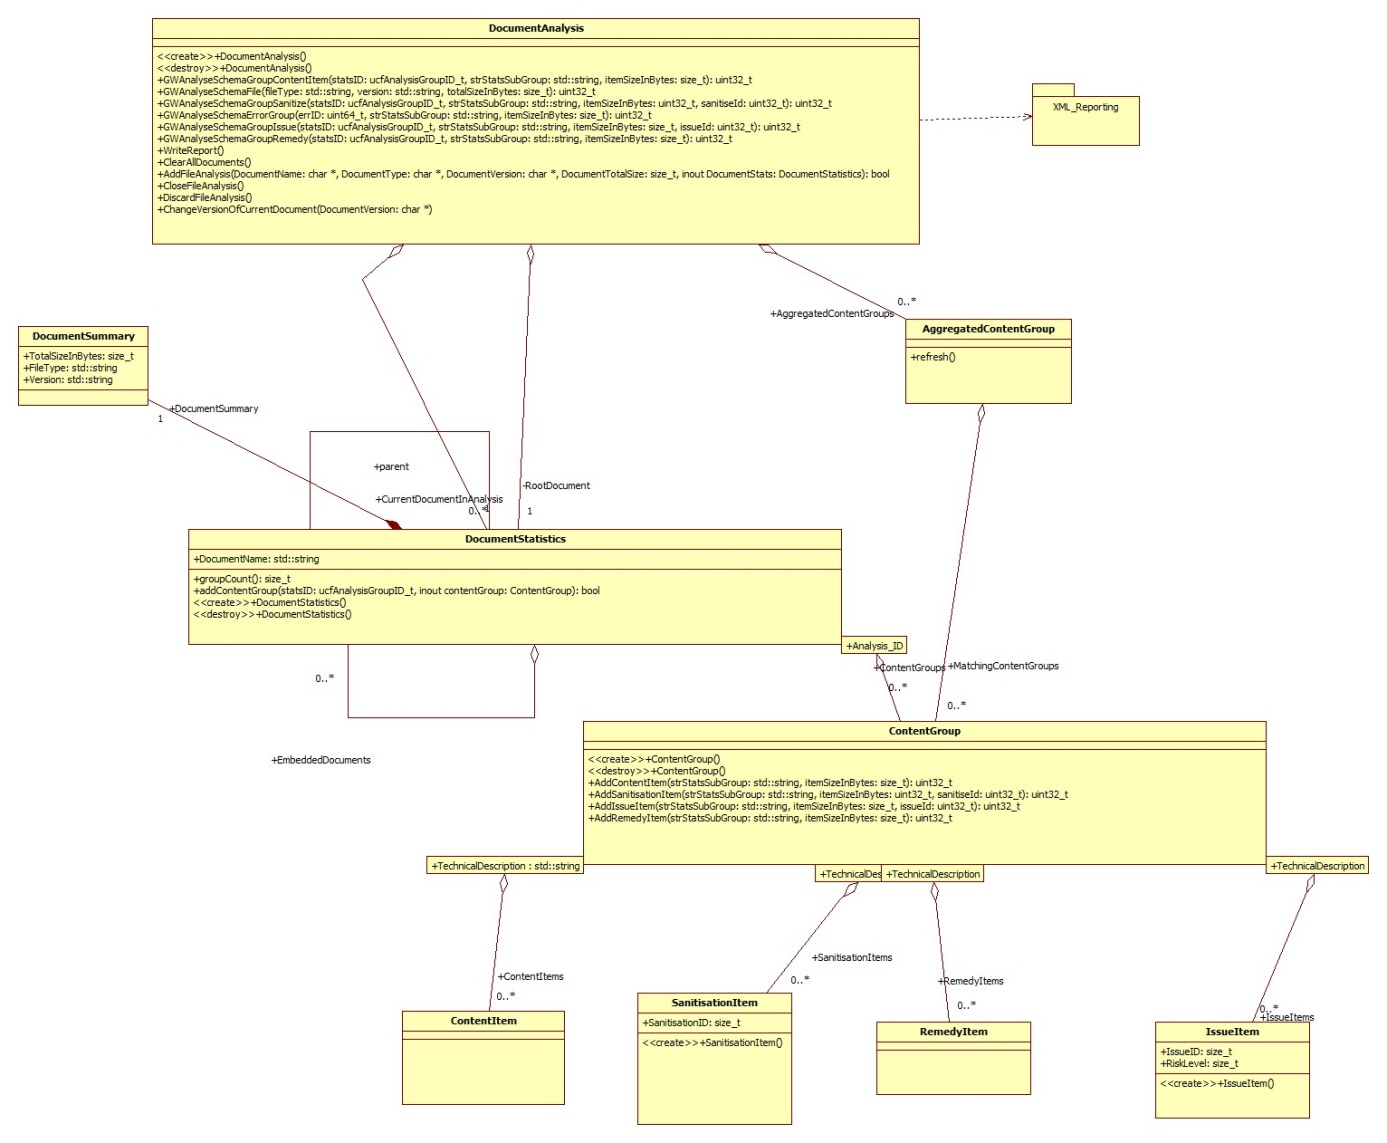 DocumentAnalysis
<<create>>+DocumentAnalysis()
<<destroy>>+DocumentAnalysis()
+GWAnalyseSchemaGroupContentItem(statsID: ucfAnalysisGroupID_t, strStatsSubGroup: std::string, itemSizeInBytes: size_t): uint32_t
+GWAnalyseSchemaFile(fileType: std::string, version: std::string, totalSizeInBytes: size_t): uint32_t
+GWAnalyseSchemaGroupSanitize(statsID: ucfAnalysisGroupID_t, strStatsSubGroup: std::string, itemSizeInBytes: uint32_t, sanitiseId: uint32_t): uint32_t
+GWAnalyseSchemaErrorGroup(errID: uint64_t, strStatsSubGroup: std::string, itemSizeInBytes: size_t): uint32_t
+GWAnalyseSchemaGroupIssue(statsID: ucfAnalysisGroupID_t, strStatsSubGroup: std::string, itemSizeInBytes: size_t, issueId: uint32_t): uint32_t
+GWAnalyseSchemaGroupRemedy(statsID: ucfAnalysisGroupID_t, strStatsSubGroup: std::string, itemSizeInBytes: size_t): uint32_t
+WriteReport()
+ClearAllDocuments()
+AddFileAnalysis(DocumentName: char *, DocumentType: char *, DocumentVersion: char *, DocumentTotalSize: size_t, inout DocumentStats: DocumentStatistics): bool
+CloseFileAnalysis()
+DiscardFileAnalysis()
+ChangeVersionOfCurrentDocument(DocumentVersion: char *)
XML_Reporting
0..*
+AggregatedContentGroups
AggregatedContentGroup
+refresh()
DocumentSummary
+TotalSizeInBytes: size_t
+FileType: std::string
+Version: std::string
+DocumentSummary
1
+parent
+CurrentDocumentInAnalysis
0..*
1
-RootDocument
1
DocumentStatistics
+DocumentName: std::string
+groupCount(): size_t
+addContentGroup(statsID: ucfAnalysisGroupID_t, inout contentGroup: ContentGroup): bool
<<create>>+DocumentStatistics()
<<destroy>>+DocumentStatistics()
+Analysis_ID
+ContentGroups
0..*
+MatchingContentGroups
0..*
0..*
+EmbeddedDocuments
ContentGroup
<<create>>+ContentGroup()
<<destroy>>+ContentGroup()
+AddContentItem(strStatsSubGroup: std::string, itemSizeInBytes: size_t): uint32_t
+AddSanitisationItem(strStatsSubGroup: std::string, itemSizeInBytes: uint32_t, sanitiseId: uint32_t): uint32_t
+AddIssueItem(strStatsSubGroup: std::string, itemSizeInBytes: size_t, issueId: uint32_t): uint32_t
+AddRemedyItem(strStatsSubGroup: std::string, itemSizeInBytes: size_t): uint32_t
+TechnicalDescription : std::string
+TechnicalDes
+TechnicalDescription
+TechnicalDescription
+ContentItems
0..*
+SanitisationItems
0..*
+RemedyItems
0..*
0..*
+IssueItems
ContentItem
SanitisationItem
+SanitisationID: size_t
<<create>>+SanitisationItem()
RemedyItem
IssueItem
+IssueID: size_t
+RiskLevel: size_t
<<create>>+IssueItem()